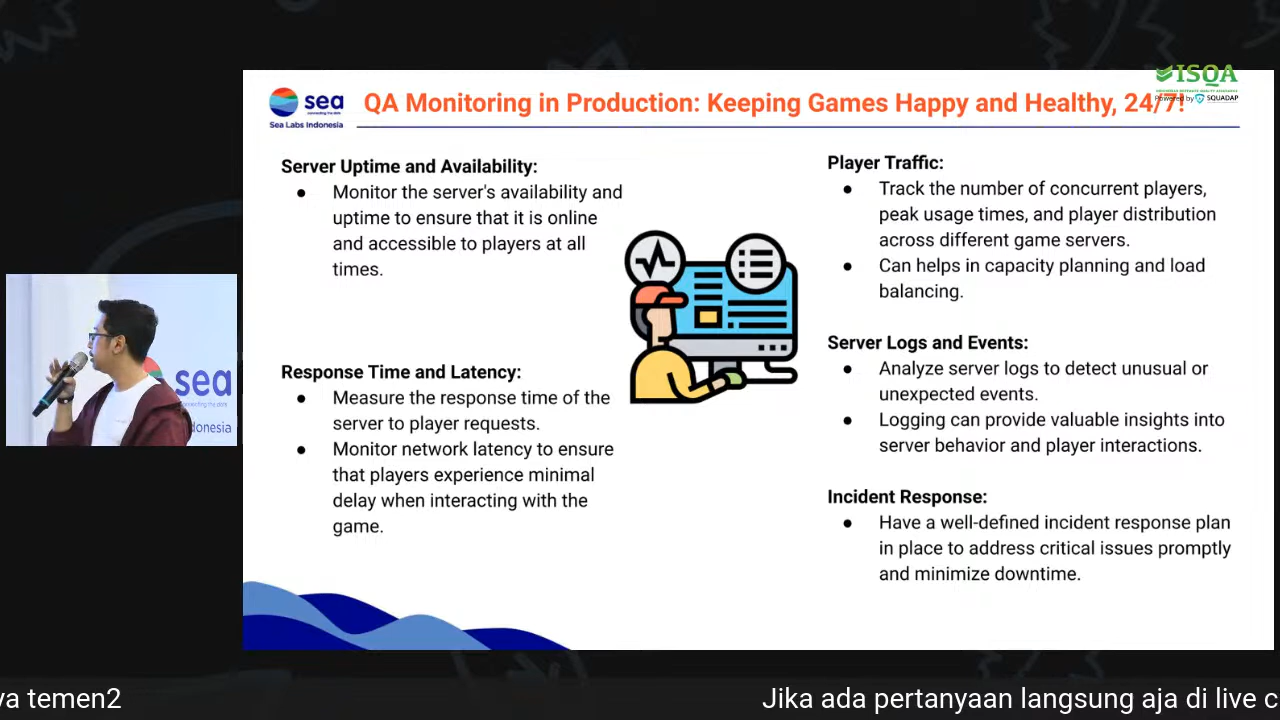 sea
connecting the dots
Sea Labs Indonesia
QA Monitoring in Production: Keeping Games Happy and Healthy, 24/7!
ISQA
Powered by SQUADAP
Server Uptime and Availability:
● Monitor the server's availability and
uptime to ensure that it is online
and accessible to players at all
times.
Response Time and Latency:
● Measure the response time of the
server to player requests.
● Monitor network latency to ensure
that players experience minimal
delay when interacting with the
game.
Player Traffic:
● Track the number of concurrent players,
peak usage times, and player distribution
across different game servers.
● Can helps in capacity planning and load
balancing.
Server Logs and Events:
● Analyze server logs to detect unusual or
unexpected events.
● Logging can provide valuable insights into
server behavior and player interactions.
Incident Response:
● Have a well-defined incident response plan
in place to address critical issues promptly
and minimize downtime.
sea
connecting the dots
donesia
ya temen2
Jika ada pertanyaan langsung aja di live c